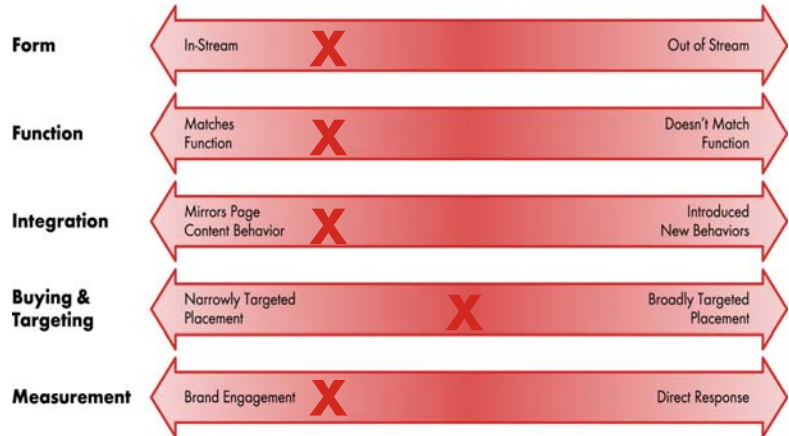 Form
In-Stream
X
Out of Stream
Function
Matches
Function
X
Doesn't Match
Function
Integration
Mirrors Page
Content Behavior
X
Introduced
New Behaviors
Buying &
Targeting
Narrowly Targeted
Placement
X
Broadly Targeted
Placement
Measurement
Brand Engagement
X
Direct Response